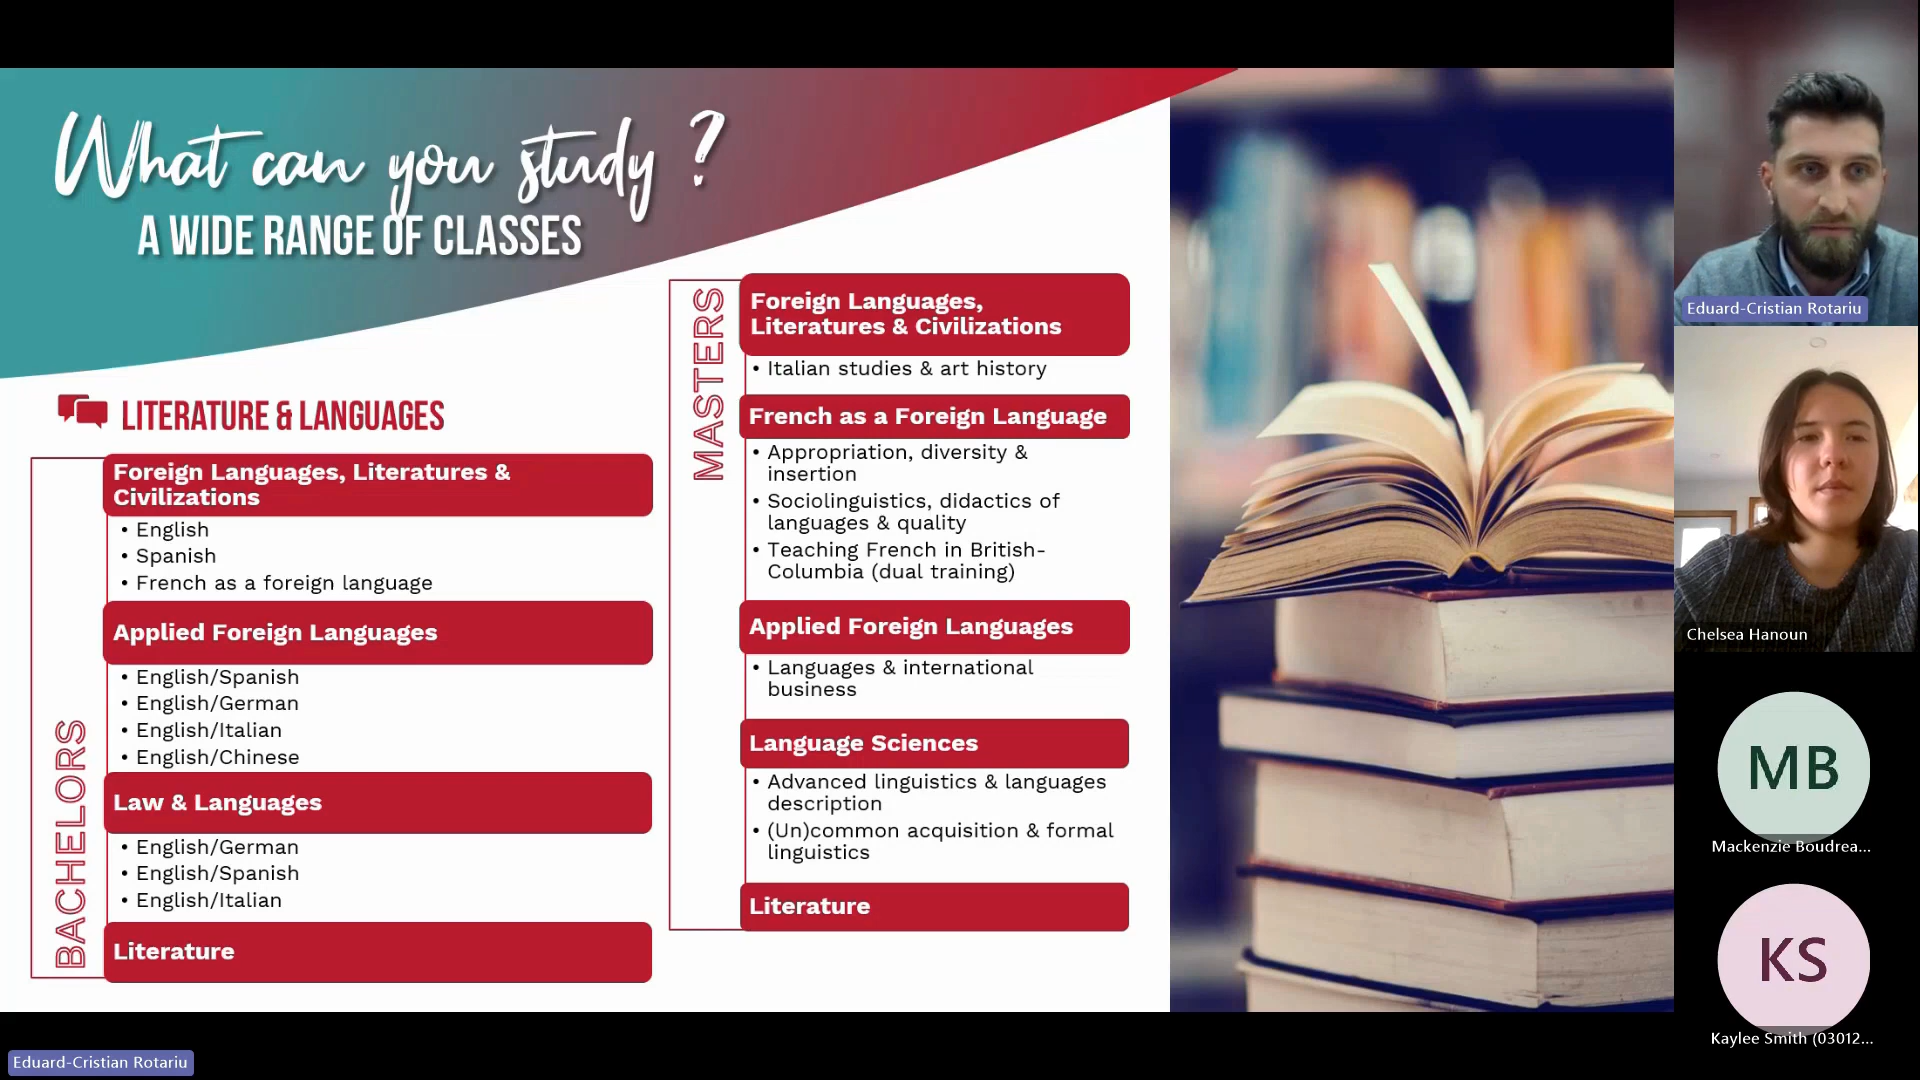 What can you study ?
A WIDE RANGE OF CLASSES
LITERATURE & LANGUAGES
BACHELORS
Foreign Languages, Literatures &
Civilizations
• English
• Spanish
• French as a foreign language
Applied Foreign Languages
• English/Spanish
• English/German
• English/Italian
• English/Chinese
Law & Languages
• English/German
• English/Spanish
• English/Italian
Literature
MASTERS
Foreign Languages,
Literatures & Civilizations
• Italian studies & art history
French as a Foreign Language
• Appropriation, diversity &
insertion
• Sociolinguistics, didactics of
languages & quality
• Teaching French in British-
Columbia (dual training)
Applied Foreign Languages
• Languages & international
business
Language Sciences
• Advanced linguistics & languages
description
• (Un)common acquisition & formal
linguistics
Literature
Eduard-Cristian Rotariu
Chelsea Hanoun
MB
Mackenzie Boudrea...
KS
Kaylee Smith (03012...
Eduard-Cristian Rotariu